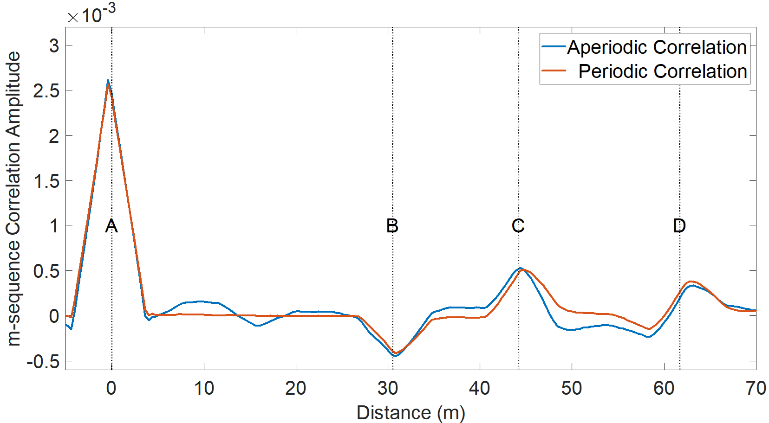 ×10⁻³
3
2.5
2
1.5
1
0.5
0
-0.5
m-sequence Correlation Amplitude
Aperiodic Correlation
Periodic Correlation
A B C D
0 10 20 30 40 50 60 70
Distance (m)